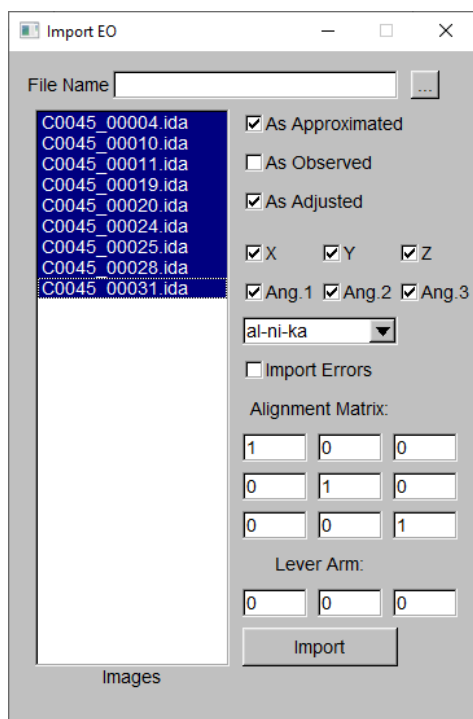 Import EO
File Name
...
C0045_00004.ida
C0045_00010.ida
C0045_00011.ida
C0045_00019.ida
C0045_00020.ida
C0045_00024.ida
C0045_00025.ida
C0045_00028.ida
C0045_00031.ida
Images
As Approximated
As Observed
As Adjusted
X Y Z
Ang.1 Ang.2 Ang.3
al-ni-ka
Import Errors
Alignment Matrix:
1 0 0
0 1 0
0 0 1
Lever Arm:
0 0 0
Import